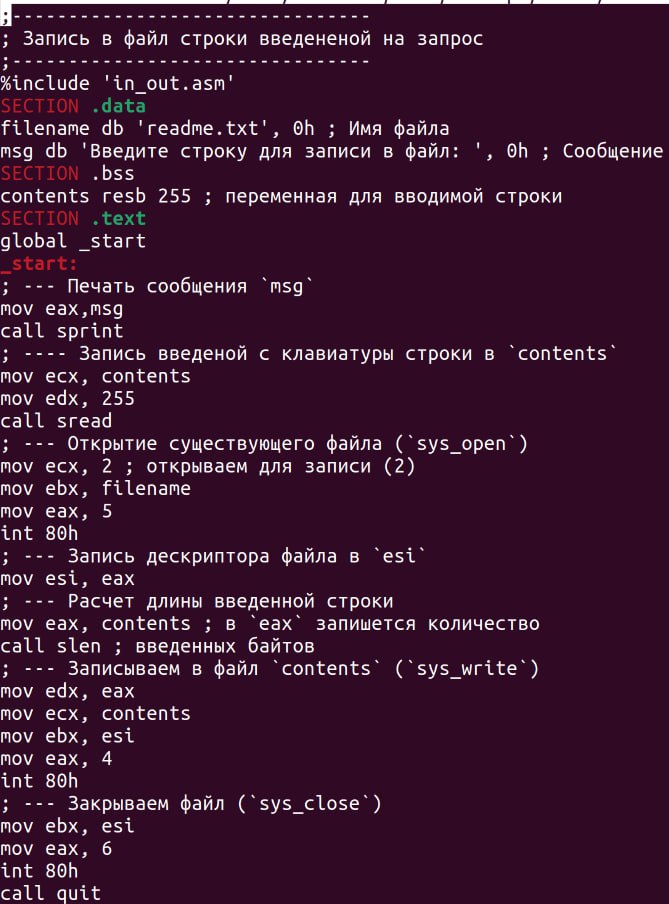 ;--------------------------------
; Запись в файл строки введененой на запрос
;--------------------------------
%include 'in_out.asm'
SECTION .data
filename db 'readme.txt', 0h ; Имя файла
msg db 'Введите строку для записи в файл: ', 0h ; Сообщение
SECTION .bss
contents resb 255 ; переменная для вводимой строки
SECTION .text
global _start
_start:
; --- Печать сообщения `msg`
mov eax,msg
call sprint
; ---- Запись введеной с клавиатуры строки в `contents`
mov ecx, contents
mov edx, 255
call sread
; --- Открытие существующего файла (`sys_open`)
mov ecx, 2 ; открываем для записи (2)
mov ebx, filename
mov eax, 5
int 80h
; --- Запись дескриптора файла в `esi`
mov esi, eax
; --- Расчет длины введенной строки
mov eax, contents ; в `eax` запишется количество
call slen ; введенных байтов
; --- Записываем в файл `contents` (`sys_write`)
mov edx, eax
mov ecx, contents
mov ebx, esi
mov eax, 4
int 80h
; --- Закрываем файл (`sys_close`)
mov ebx, esi
mov eax, 6
int 80h
call quit